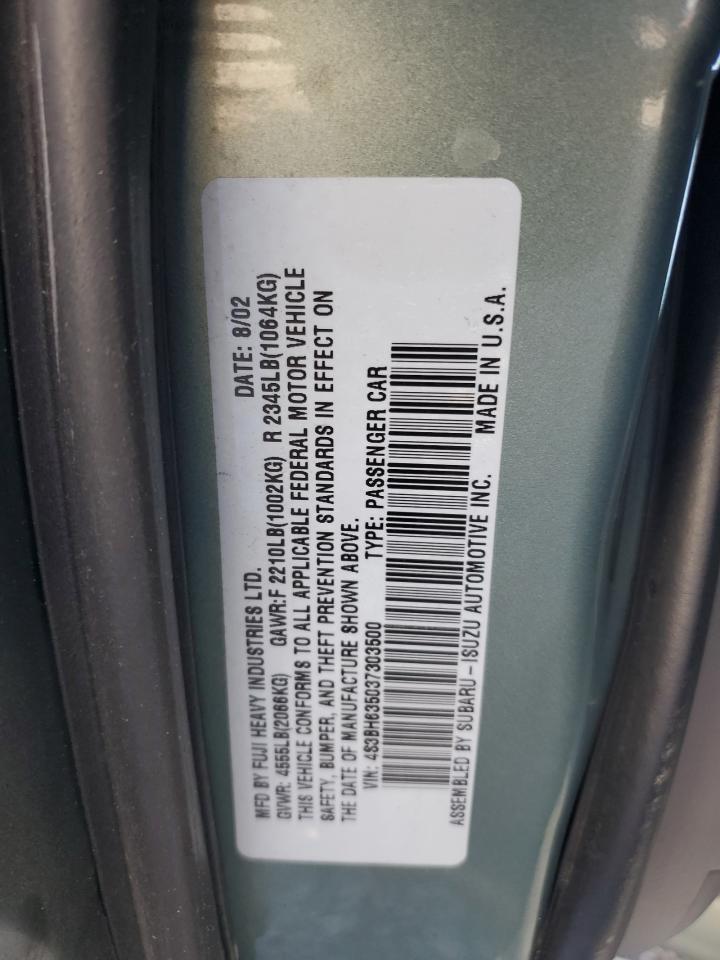 MFD BY FUJI HEAVY INDUSTRIES LTD. DATE: 8/02
GVWR: 4555LB(2066KG) GAWR:F 2210LB(1002KG) R 2345LB(1064KG)
THIS VEHICLE CONFORMS TO ALL APPLICABLE FEDERAL MOTOR VEHICLE
SAFETY, BUMPER, AND THEFT PREVENTION STANDARDS IN EFFECT ON
THE DATE OF MANUFACTURE SHOWN ABOVE.
VIN: 4S3BH635037303500 TYPE: PASSENGER CAR
ASSEMBLED BY SUBARU-ISUZU AUTOMOTIVE INC. MADE IN U.S.A.